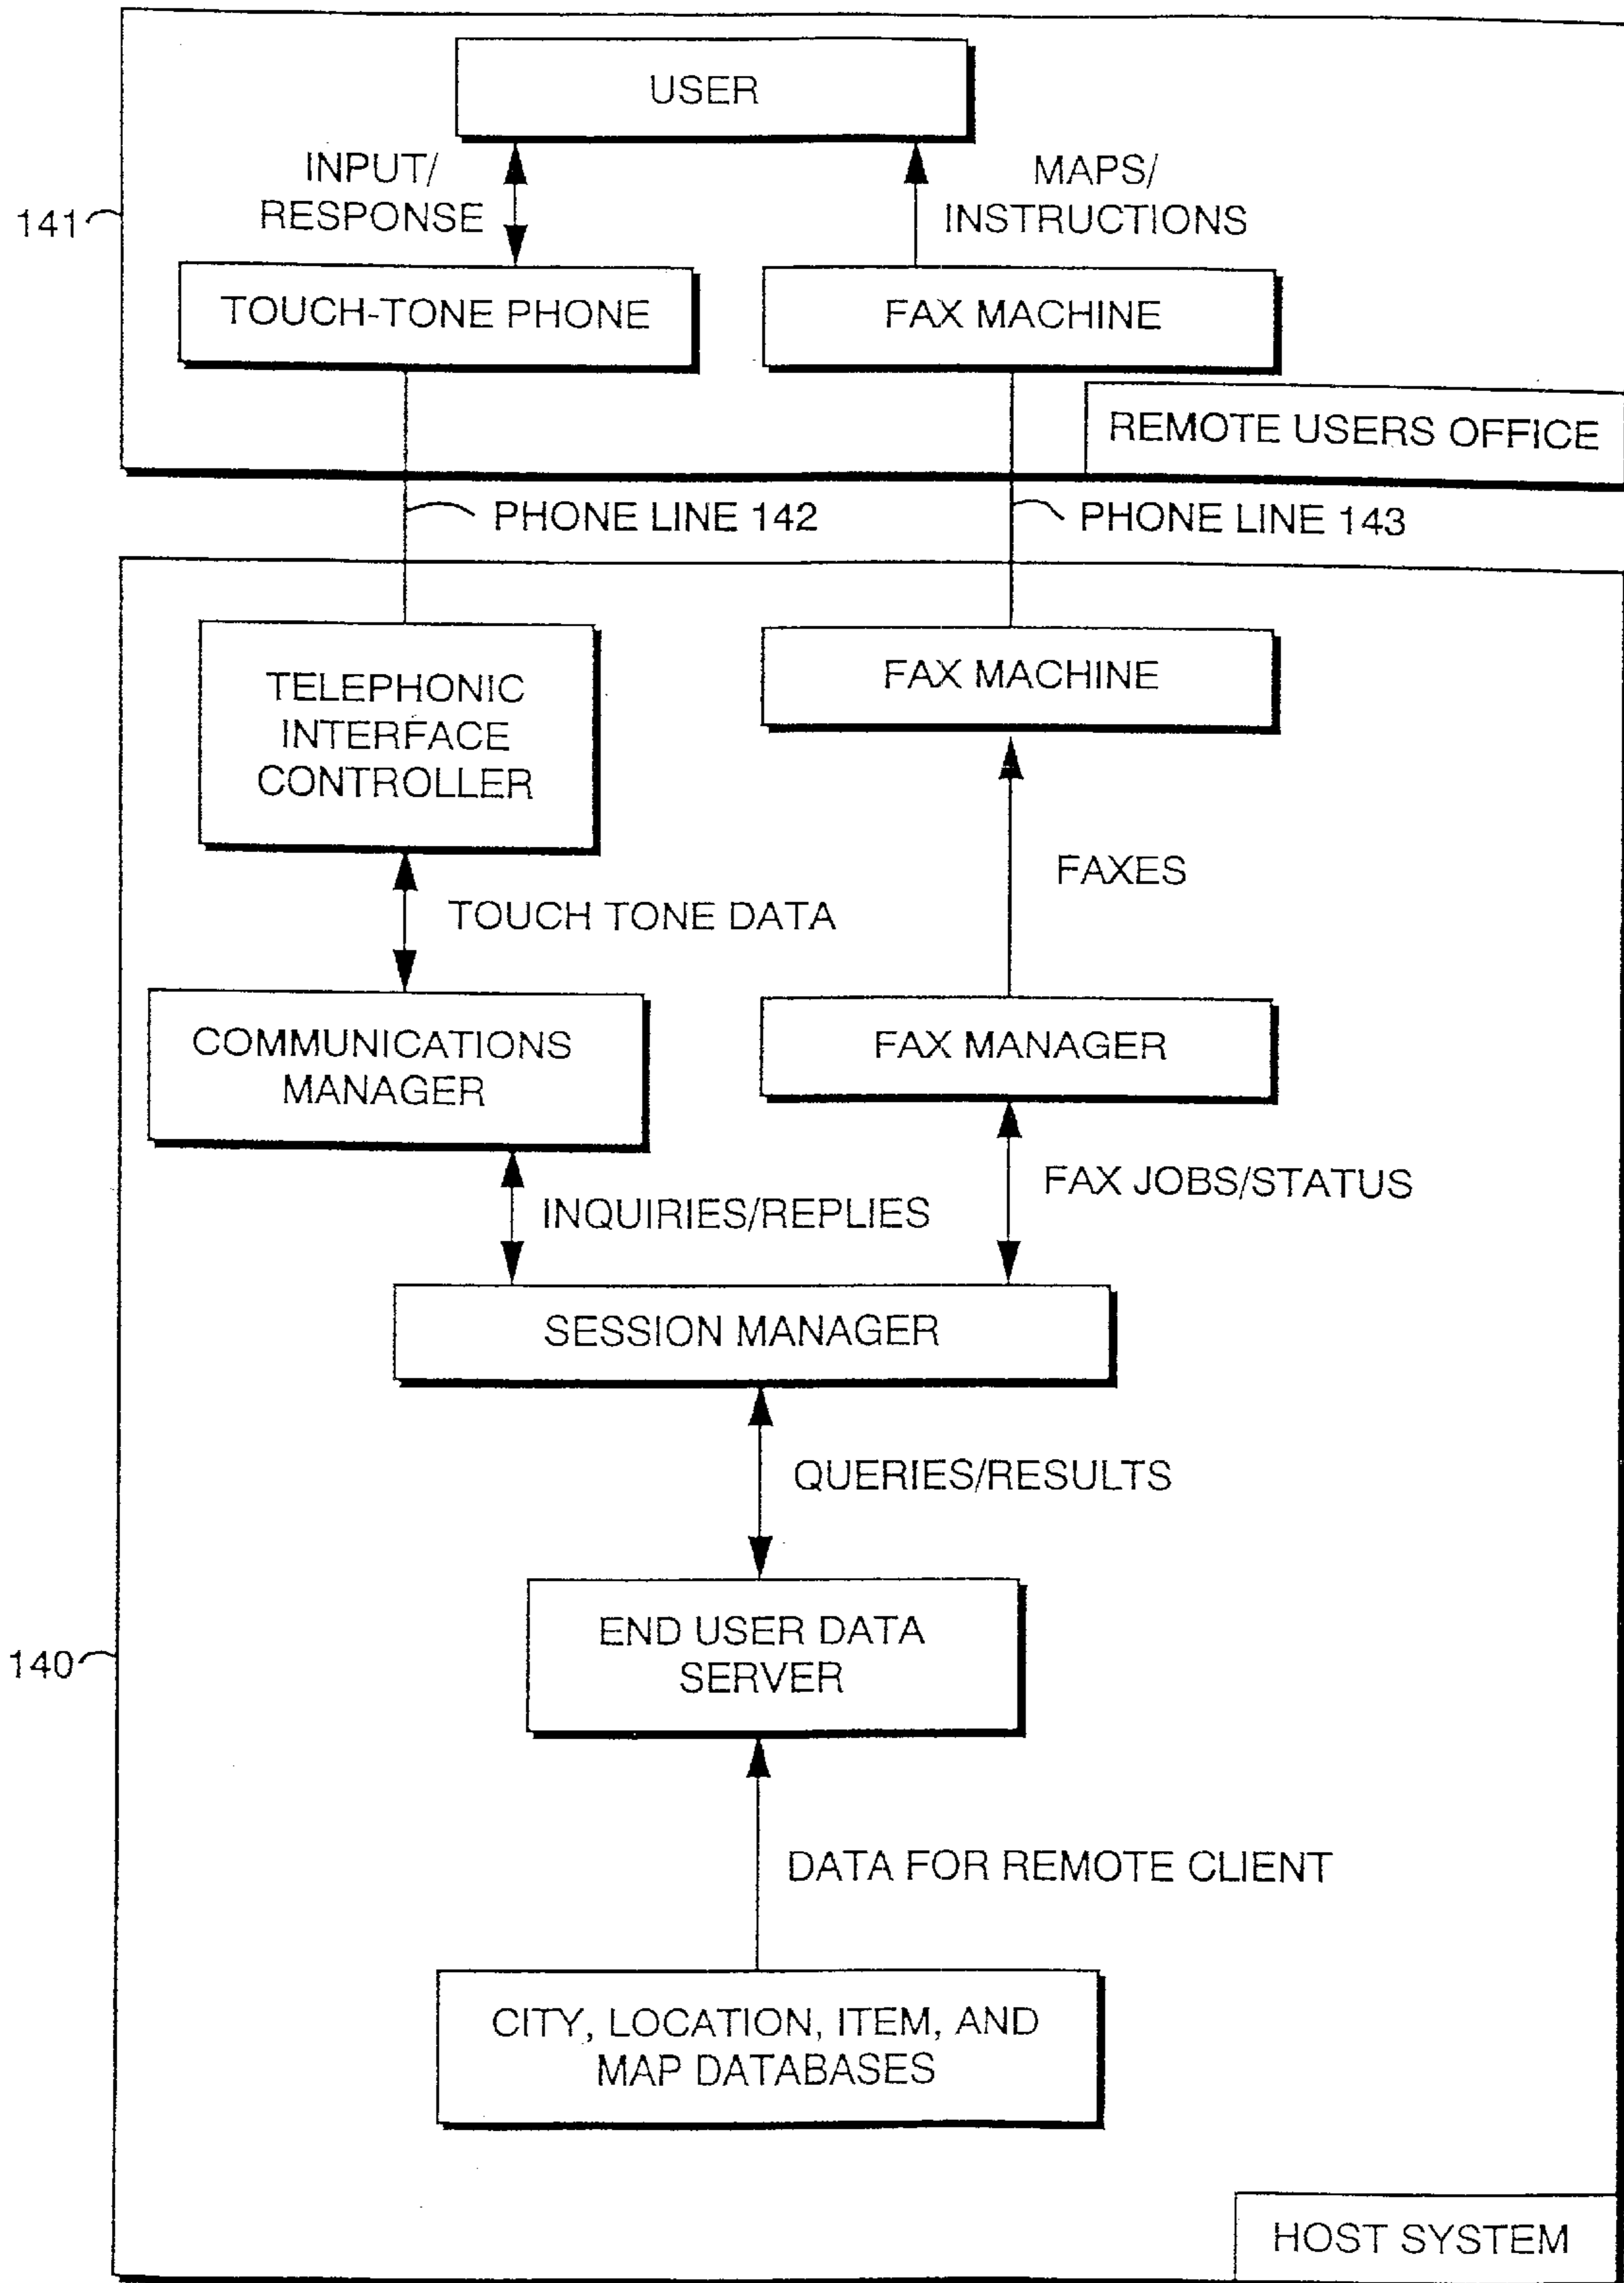 USER
INPUT/
RESPONSE
MAPS/
INSTRUCTIONS
141
TOUCH-TONE PHONE
FAX MACHINE
REMOTE USERS OFFICE
PHONE LINE 142
PHONE LINE 143
TELEPHONIC
INTERFACE
CONTROLLER
FAX MACHINE
TOUCH TONE DATA
FAXES
COMMUNICATIONS
MANAGER
FAX MANAGER
INQUIRIES/REPLIES
FAX JOBS/STATUS
SESSION MANAGER
QUERIES/RESULTS
END USER DATA
SERVER
140
DATA FOR REMOTE CLIENT
CITY, LOCATION, ITEM, AND
MAP DATABASES
HOST SYSTEM